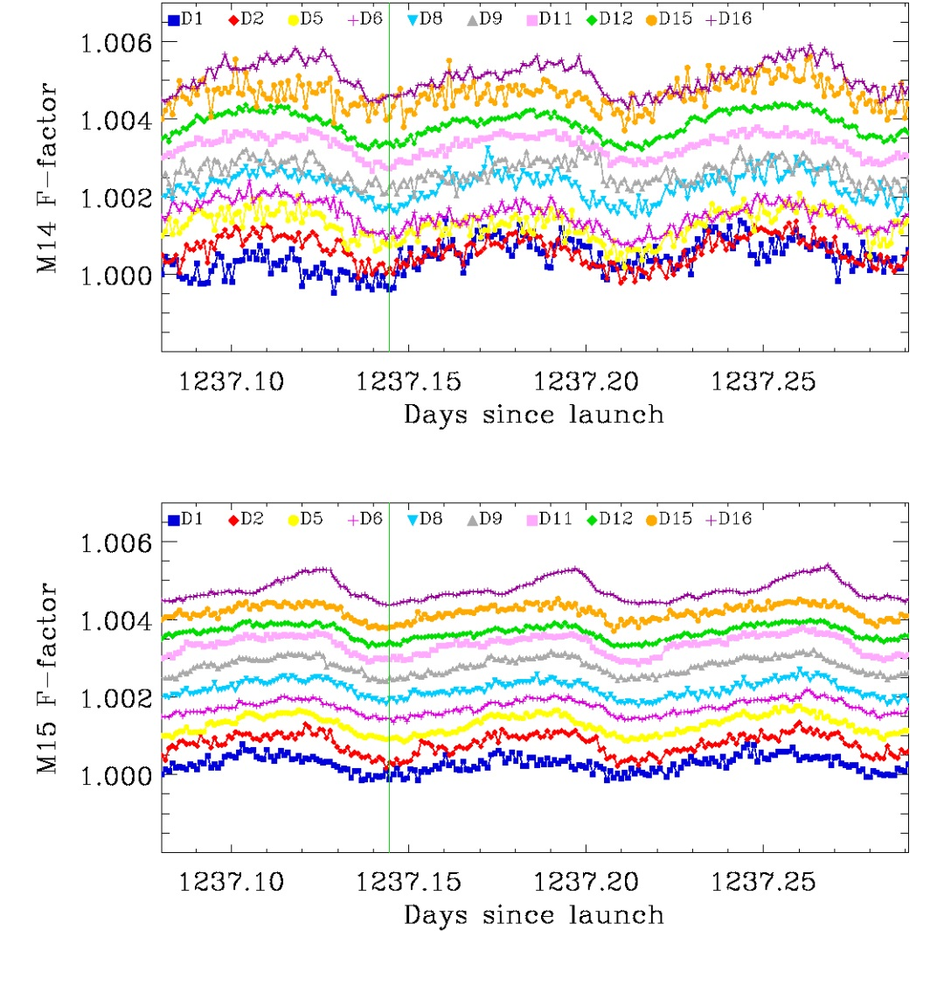 D1 D2 D5 D6 D8 D9 D11 D12 D15 D16
1.006
1.004
1.002
1.000
M14 F-factor
1237.10 1237.15 1237.20 1237.25
Days since launch
D1 D2 D5 D6 D8 D9 D11 D12 D15 D16
1.006
1.004
1.002
1.000
M15 F-factor
1237.10 1237.15 1237.20 1237.25
Days since launch